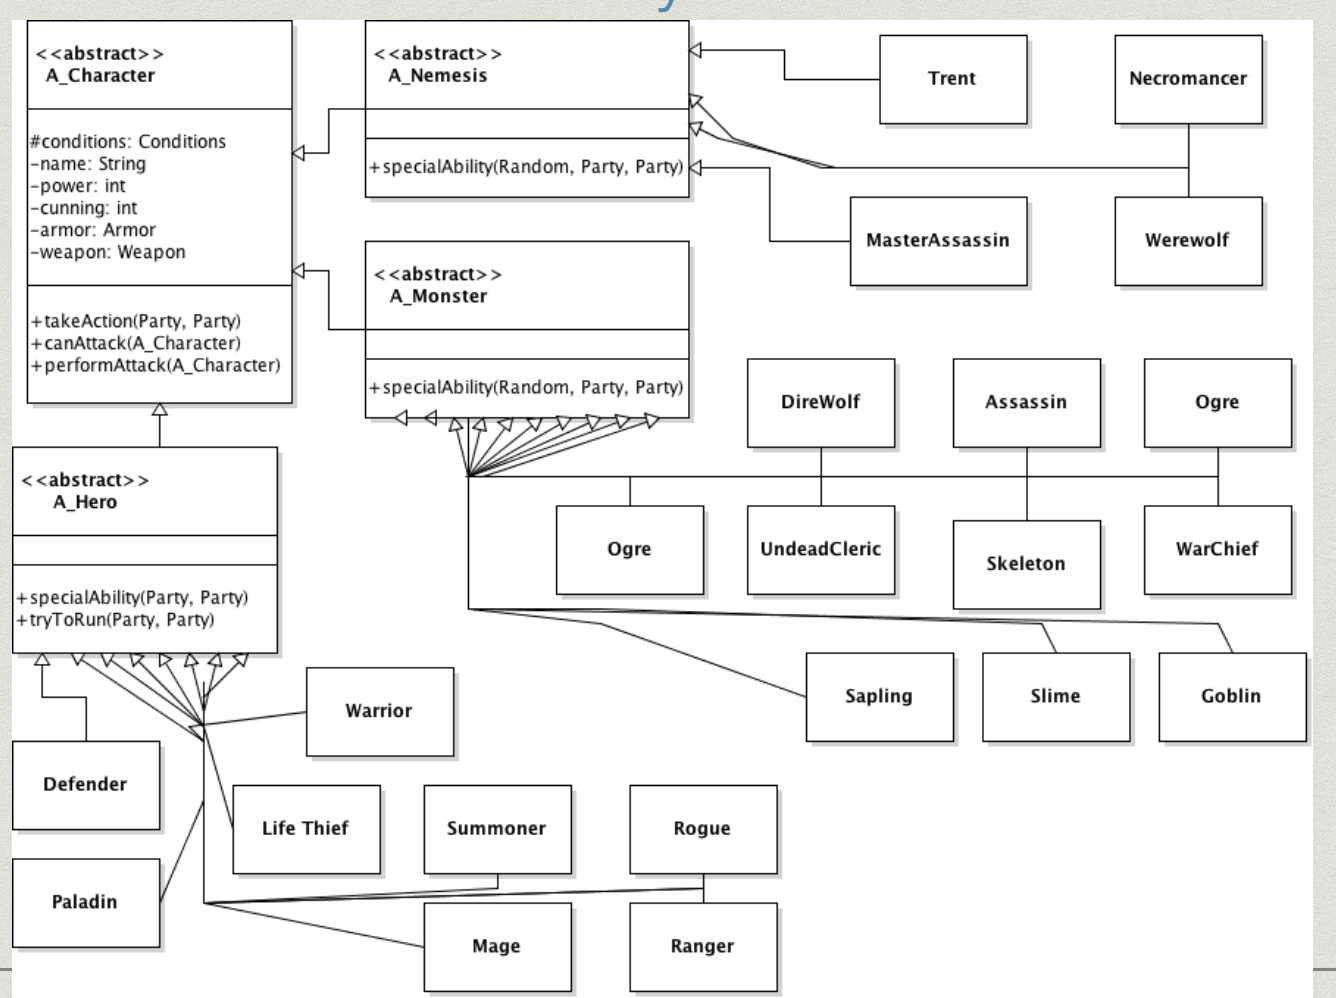 <<abstract>>
A_Character
#conditions: Conditions
-name: String
-power: int
-cunning: int
-armor: Armor
-weapon: Weapon
+takeAction(Party, Party)
+canAttack(A_Character)
+performAttack(A_Character)
<<abstract>>
A_Nemesis
+specialAbility(Random, Party, Party)
Trent
Necromancer
MasterAssassin
Werewolf
<<abstract>>
A_Monster
+specialAbility(Random, Party, Party)
DireWolf
Assassin
Ogre
Ogre
UndeadCleric
Skeleton
WarChief
Sapling
Slime
Goblin
<<abstract>>
A_Hero
+specialAbility(Party, Party)
+tryToRun(Party, Party)
Warrior
Defender
Life Thief
Summoner
Rogue
Paladin
Mage
Ranger